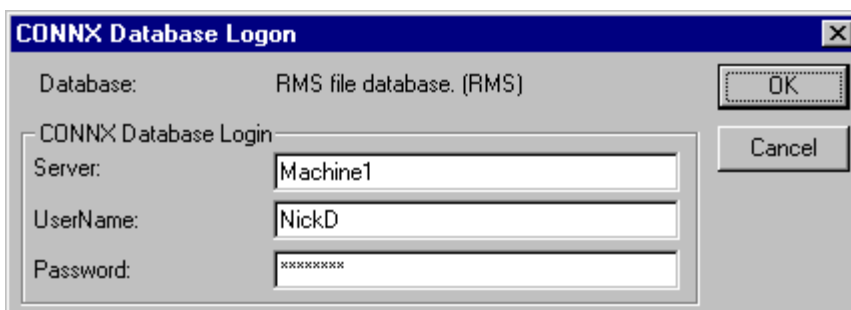 CONNX Database Logon
Database: RMS file database. (RMS)
OK
CONNX Database Login
Cancel
Server: Machine1
UserName: NickD
Password: ********